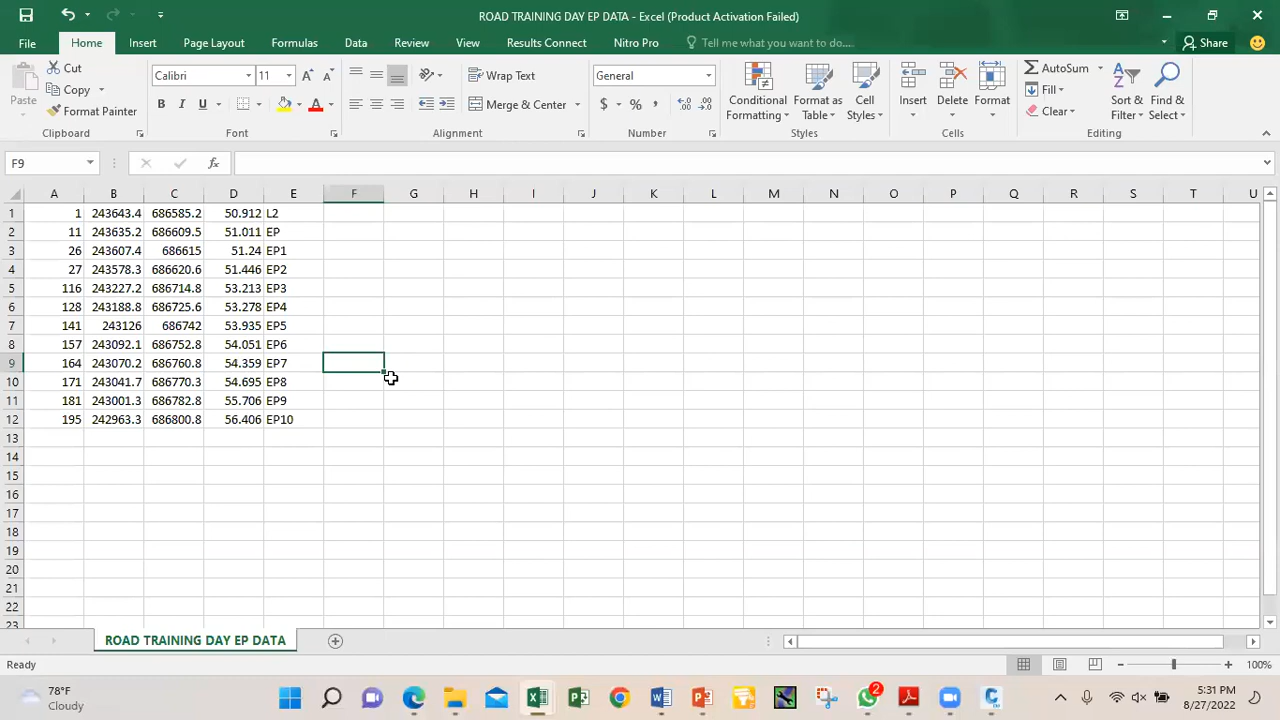 ROAD TRAINING DAY EP DATA - Excel (Product Activation Failed)
File Home Insert Page Layout Formulas Data Review View Results Connect Nitro Pro Tell me what you want to do... Share
Cut
Copy
Format Painter
Paste
Clipboard
Calibri 11
B I U A
Font
Wrap Text
Merge & Center
Alignment
General
$ % ,
Number
Conditional Formatting
Format as Table
Cell Styles
Styles
Insert Delete Format
Cells
AutoSum
Fill
Clear
Sort & Filter
Find & Select
Editing
F9 fx
A B C D E F G H I J K L M N O P Q R S T U
1 1 243643.4 686585.2 50.912 L2
2 11 243635.2 686609.5 51.011 EP
3 26 243607.4 686615 51.24 EP1
4 27 243578.3 686620.6 51.446 EP2
5 116 243227.2 686714.8 53.213 EP3
6 128 243188.8 686725.6 53.278 EP4
7 141 243126 686742 53.935 EP5
8 157 243092.1 686752.8 54.051 EP6
9 164 243070.2 686760.8 54.359 EP7
10 171 243041.7 686770.3 54.695 EP8
11 181 243001.3 686782.8 55.706 EP9
12 195 242963.3 686800.8 56.406 EP10
13
14
15
16
17
18
19
20
21
22
23
ROAD TRAINING DAY EP DATA
Ready 100%
78°F
Cloudy
2
5:31 PM
8/27/2022